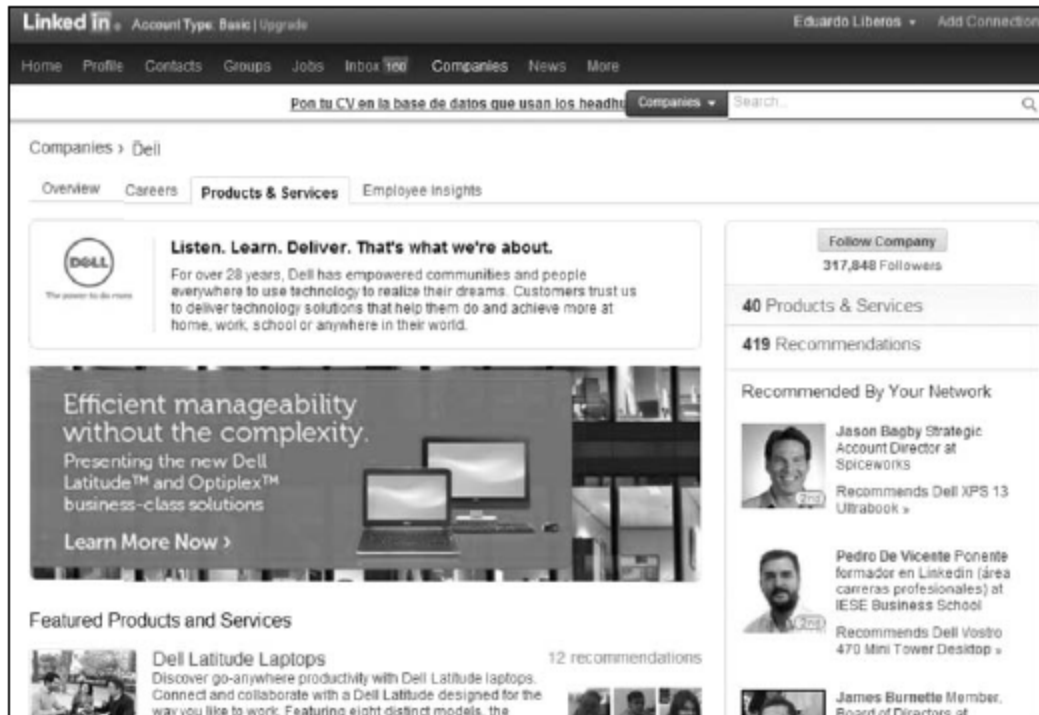 Linked in Account Type: Basic | Upgrade
Eduardo Liberos Add Connection
Home Profile Contacts Groups Jobs Inbox 160 Companies News More
Pon tu CV en la base de datos que usan los headhu
Companies Search...
Companies › Dell
Overview Careers Products & Services Employee Insights
DELL
The power to do more
Listen. Learn. Deliver. That's what we're about.
For over 28 years, Dell has empowered communities and people
everywhere to use technology to realize their dreams. Customers trust us
to deliver technology solutions that help them do and achieve more at
home, work, school or anywhere in their world.
Efficient manageability
without the complexity.
Presenting the new Dell
Latitude™ and Optiplex™
business-class solutions
Learn More Now ›
Featured Products and Services
Dell Latitude Laptops
12 recommendations
Discover go-anywhere productivity with Dell Latitude laptops.
Connect and collaborate with a Dell Latitude designed for the
way you like to work. Featuring eight distinct models, the
Follow Company
317,848 Followers
40 Products & Services
419 Recommendations
Recommended By Your Network
Jason Bagby Strategic
Account Director at
Spiceworks
2nd
Recommends Dell XPS 13
Ultrabook »
Pedro De Vicente Ponente
formador en Linkedin (área
carreras profesionales) at
IESE Business School
2nd
Recommends Dell Vostro
470 Mini Tower Desktop »
James Burnette Member,
Board of Directors at